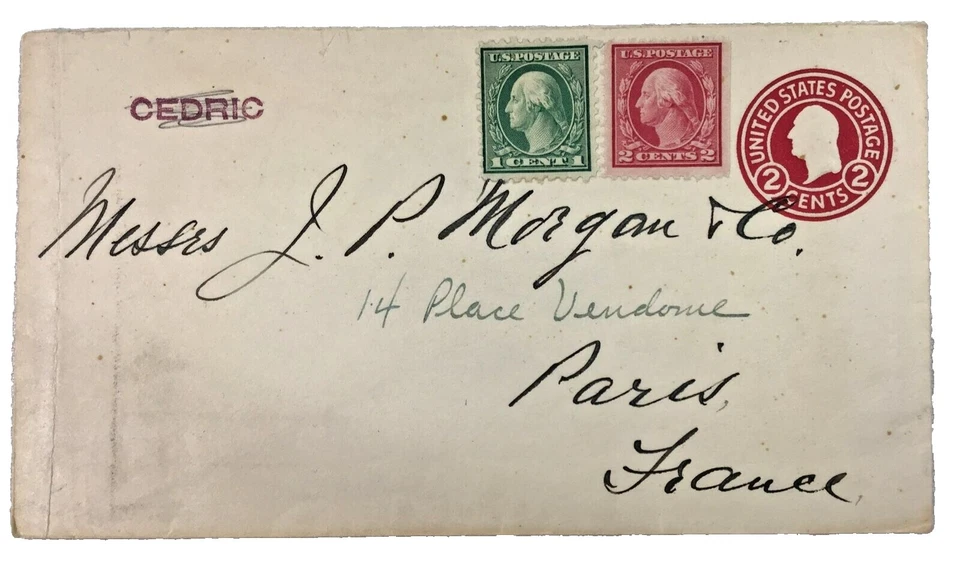 CEDRIC
U.S.POSTAGE
1 CENT 1
U.S.POSTAGE
2 CENTS 2
UNITED STATES POSTAGE
2 CENTS 2
Messrs J. P. Morgan & Co.
14 Place Vendome
Paris,
France,